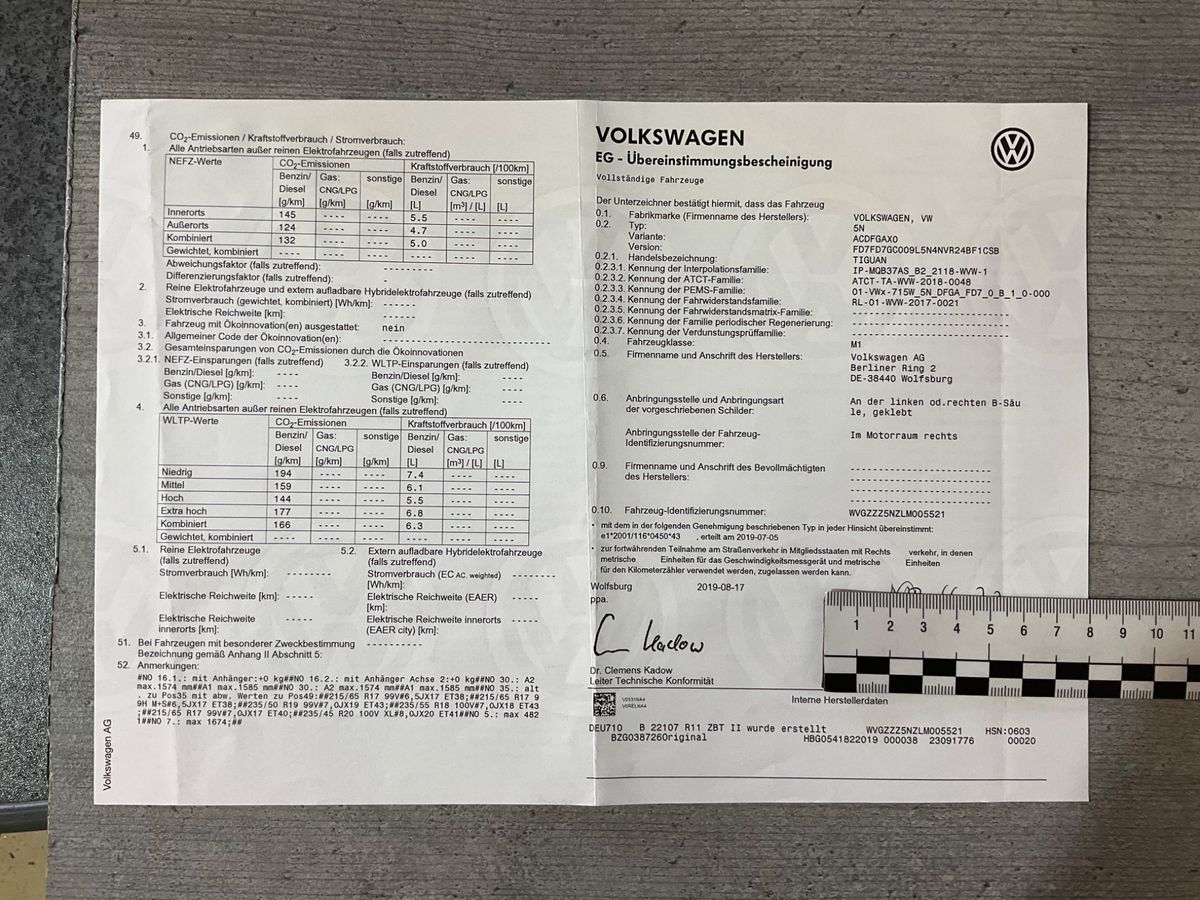 49. CO2-Emissionen / Kraftstoffverbrauch / Stromverbrauch:
1. Alle Antriebsarten außer reinen Elektrofahrzeugen (falls zutreffend)
NEFZ-Werte CO2-Emissionen Kraftstoffverbrauch [/100km]
Benzin/ Gas: sonstige Benzin/ Gas: sonstige
Diesel CNG/LPG Diesel CNG/LPG
[g/km] [g/km] [g/km] [L] [m³] / [L] [L]
Innerorts 145 ---- ---- 5.5 ---- ----
Außerorts 124 ---- ---- 4.7 ---- ----
Kombiniert 132 ---- ---- 5.0 ---- ----
Gewichtet, kombiniert ---- ---- ---- ---- ---- ----
Abweichungsfaktor (falls zutreffend): --------
Differenzierungsfaktor (falls zutreffend): -
2. Reine Elektrofahrzeuge und extern aufladbare Hybridelektrofahrzeuge (falls zutreffend)
Stromverbrauch (gewichtet, kombiniert) [Wh/km]: ------
Elektrische Reichweite [km]: ------
3. Fahrzeug mit Ökoinnovation(en) ausgestattet: nein
3.1. Allgemeiner Code der Ökoinnovation(en):
3.2. Gesamteinsparungen von CO2-Emissionen durch die Ökoinnovationen
3.2.1. NEFZ-Einsparungen (falls zutreffend) 3.2.2. WLTP-Einsparungen (falls zutreffend)
Benzin/Diesel [g/km]: ---- Benzin/Diesel [g/km]: ----
Gas (CNG/LPG) [g/km]: ---- Gas (CNG/LPG) [g/km]: ----
Sonstige [g/km]: ---- Sonstige [g/km]: ----
4. Alle Antriebsarten außer reinen Elektrofahrzeugen (falls zutreffend)
WLTP-Werte CO2-Emissionen Kraftstoffverbrauch [/100km]
Benzin/ Gas: sonstige Benzin/ Gas: sonstige
Diesel CNG/LPG Diesel CNG/LPG
[g/km] [g/km] [g/km] [L] [m³] / [L] [L]
Niedrig 194 ---- ---- 7.4 ---- ----
Mittel 159 ---- ---- 6.1 ---- ----
Hoch 144 ---- ---- 5.5 ---- ----
Extra hoch 177 ---- ---- 6.8 ---- ----
Kombiniert 166 ---- ---- 6.3 ---- ----
Gewichtet, kombiniert ---- ---- ---- ---- ---- ----
5.1. Reine Elektrofahrzeuge 5.2. Extern aufladbare Hybridelektrofahrzeuge
(falls zutreffend) (falls zutreffend)
Stromverbrauch [Wh/km]: -------- Stromverbrauch (EC AC, weighted) --------
[Wh/km]:
Elektrische Reichweite [km]: ----- Elektrische Reichweite (EAER) -----
[km]:
Elektrische Reichweite ----- Elektrische Reichweite innerorts -----
innerorts [km]: (EAER city) [km]:
51. Bei Fahrzeugen mit besonderer Zweckbestimmung
Bezeichnung gemäß Anhang II Abschnitt 5:
52. Anmerkungen:
#NO 16.1.: mit Anhänger:+0 kg##NO 16.2.: mit Anhänger Achse 2:+0 kg##NO 30.: A2
max.1574 mm##A1 max.1585 mm##NO 30.: A2 max.1574 mm##A1 max.1585 mm##NO 35.: alt
. zu Pos35 mit abw. Werten zu Pos49:##215/65 R17 99V#6,5JX17 ET38;##215/65 R17 9
9H M+S#6,5JX17 ET38;##235/50 R19 99V#7,0JX19 ET43;##235/55 R18 100V#7,0JX18 ET43
;##215/65 R17 99V#7,0JX17 ET40;##235/45 R20 100V XL#8,0JX20 ET41##NO 5.: max 482
1##NO 7.: max 1674;##
Volkswagen AG
VOLKSWAGEN
EG - Übereinstimmungsbescheinigung
Vollständige Fahrzeuge
Der Unterzeichner bestätigt hiermit, dass das Fahrzeug
0.1. Fabrikmarke (Firmenname des Herstellers): VOLKSWAGEN, VW
0.2. Typ: 5N
Variante: ACDFGAX0
Version: FD7FD7GC009L5N4NVR24BF1CSB
0.2.1. Handelsbezeichnung: TIGUAN
0.2.3.1. Kennung der Interpolationsfamilie: IP-MQB37AS_B2_2118-WVW-1
0.2.3.2. Kennung der ATCT-Familie: ATCT-TA-WVW-2018-0048
0.2.3.3. Kennung der PEMS-Familie: 01-VWx-715W_5N_DFGA_FD7_0_B_1_0-000
0.2.3.4. Kennung der Fahrwiderstandsfamilie: RL-01-WVW-2017-0021
0.2.3.5. Kennung der Fahrwiderstandsmatrix-Familie:
0.2.3.6. Kennung der Familie periodischer Regenerierung:
0.2.3.7. Kennung der Verdunstungsprüffamilie:
0.4. Fahrzeugklasse: M1
0.5. Firmenname und Anschrift des Herstellers: Volkswagen AG
Berliner Ring 2
DE-38440 Wolfsburg
0.6. Anbringungsstelle und Anbringungsart An der linken od.rechten B-Säu
der vorgeschriebenen Schilder: le, geklebt
Anbringungsstelle der Fahrzeug- Im Motorraum rechts
Identifizierungsnummer:
0.9. Firmenname und Anschrift des Bevollmächtigten
des Herstellers:
0.10. Fahrzeug-Identifizierungsnummer: WVGZZZ5NZLM005521
• mit dem in der folgenden Genehmigung beschriebenen Typ in jeder Hinsicht übereinstimmt:
e1*2001/116*0450*43 , erteilt am 2019-07-05
• zur fortwährenden Teilnahme am Straßenverkehr in Mitgliedsstaaten mit Rechts verkehr, in denen
metrische Einheiten für das Geschwindigkeitsmessgerät und metrische Einheiten
für den Kilometerzähler verwendet werden, zugelassen werden kann.
Wolfsburg 2019-08-17
ppa.
C Kadow
Dr. Clemens Kadow
Leiter Technische Konformität
1 2 3 4 5 6 7 8 9 10 11
V0531NA4
V0RELNA4
Interne Herstellerdaten
DEU710 B 22107 R11 ZBT II wurde erstellt WVGZZZ5NZLM005521 HSN:0603
BZG0387260riginal HBG0541822019 000038 23091776 00020